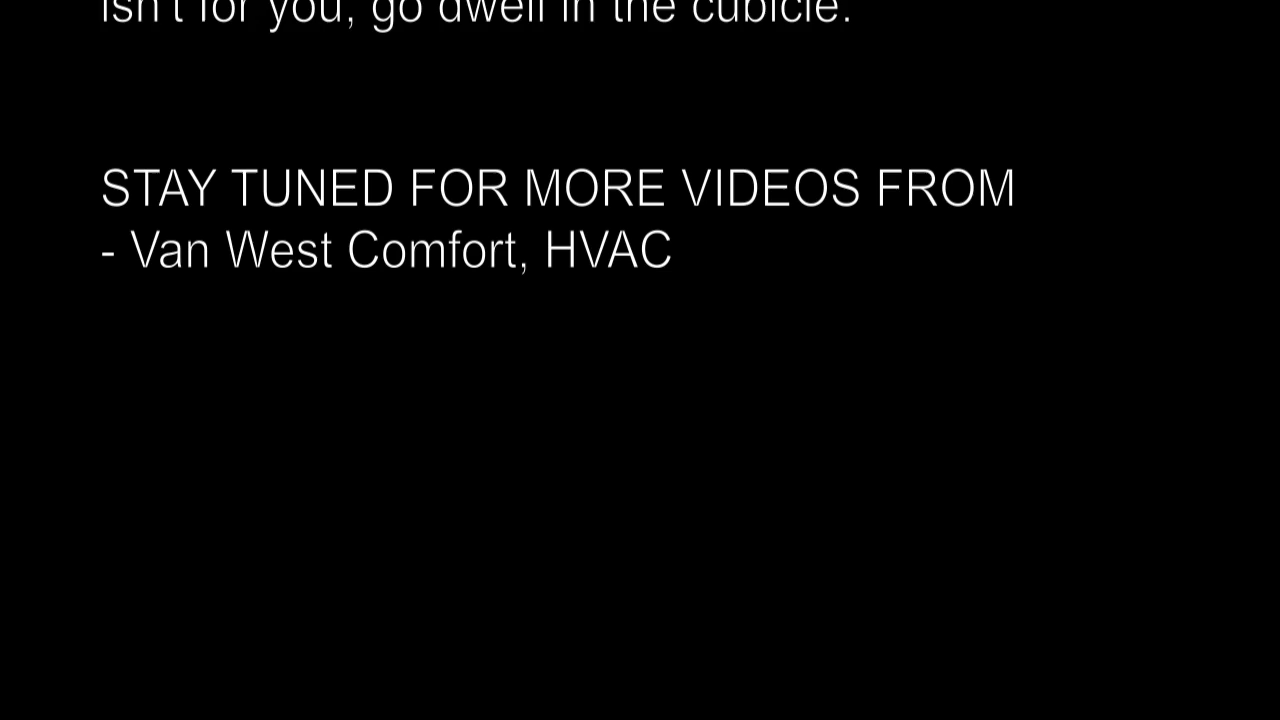 isn't for you, go dwell in the cubicle.
STAY TUNED FOR MORE VIDEOS FROM
- Van West Comfort, HVAC